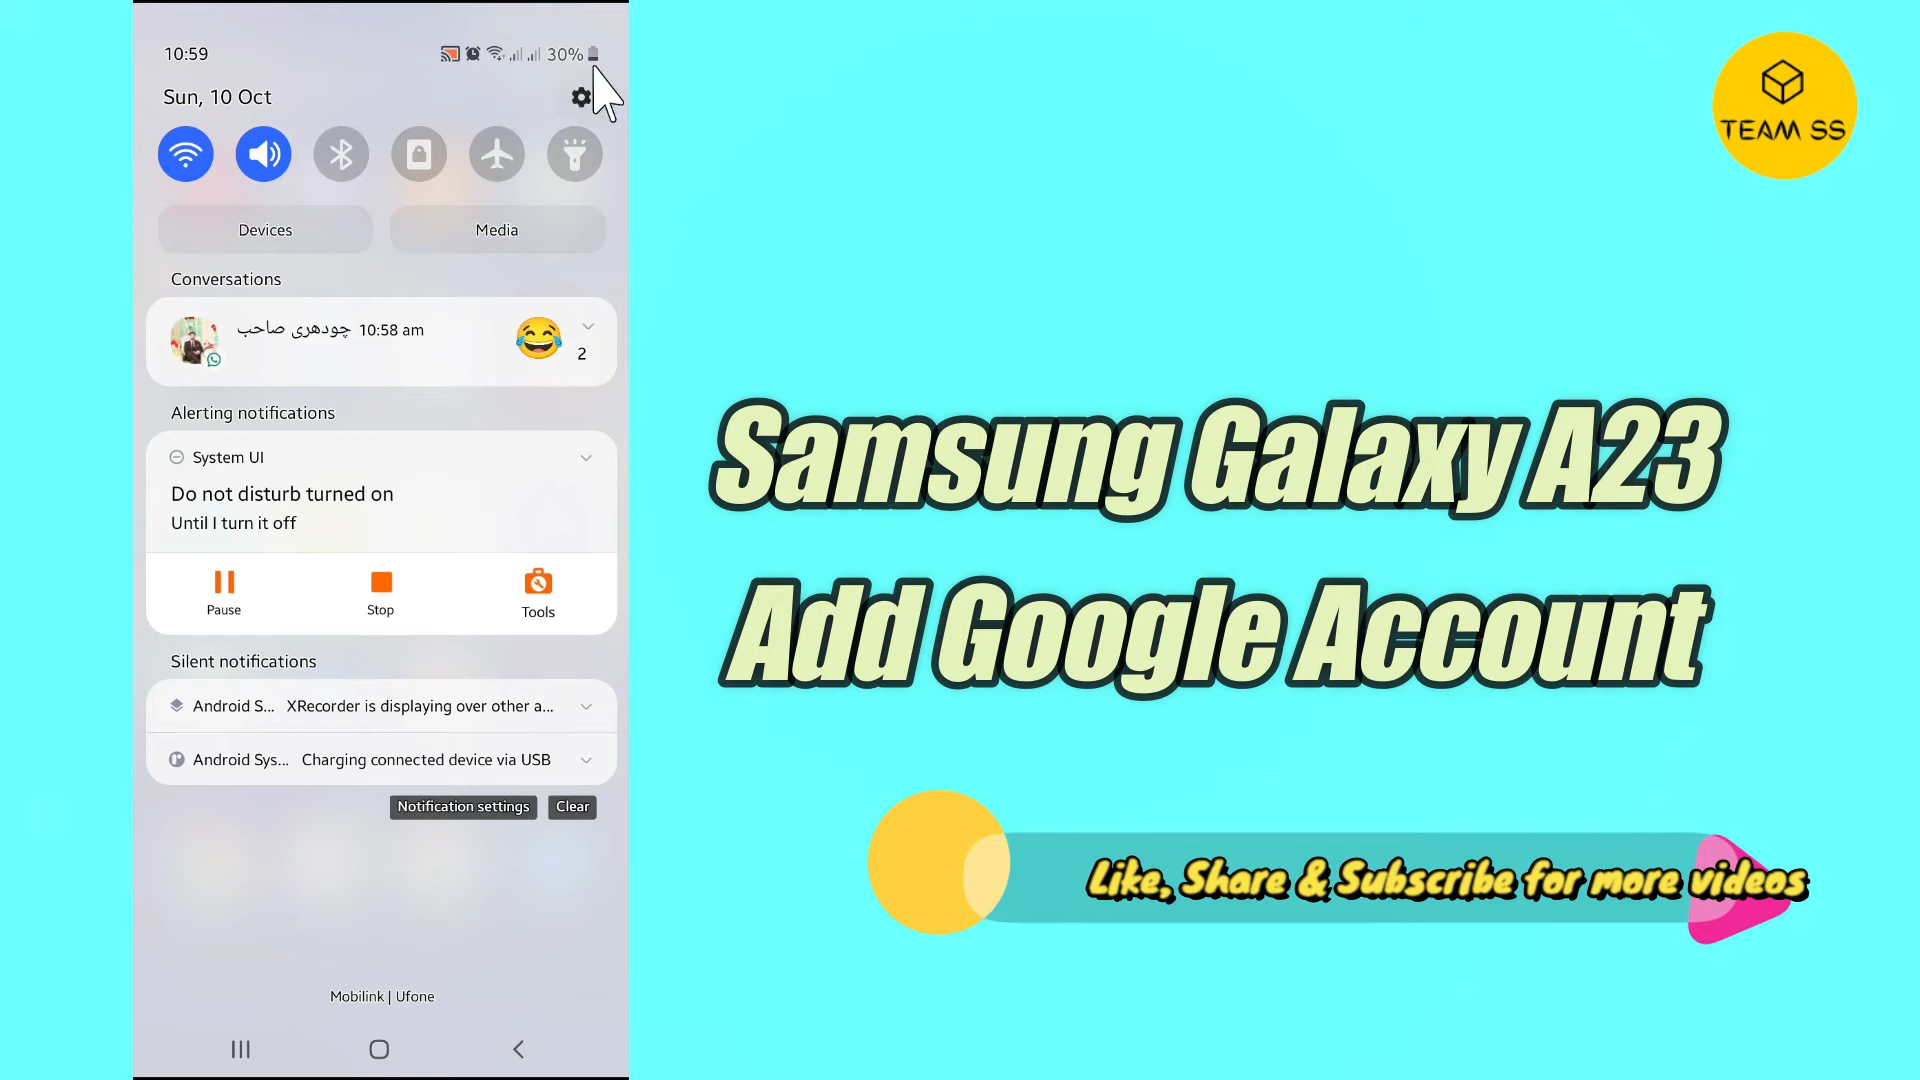 10:59
30%
Sun, 10 Oct
Devices
Media
Conversations
چودھری صاحب 10:58 am
2
Alerting notifications
System UI
Do not disturb turned on
Until I turn it off
Pause
Stop
Tools
Silent notifications
Android S... XRecorder is displaying over other a...
Android Sys... Charging connected device via USB
Notification settings
Clear
Mobilink | Ufone
TEAM SS
Samsung Galaxy A23
Add Google Account
Like, Share & Subscribe for more videos